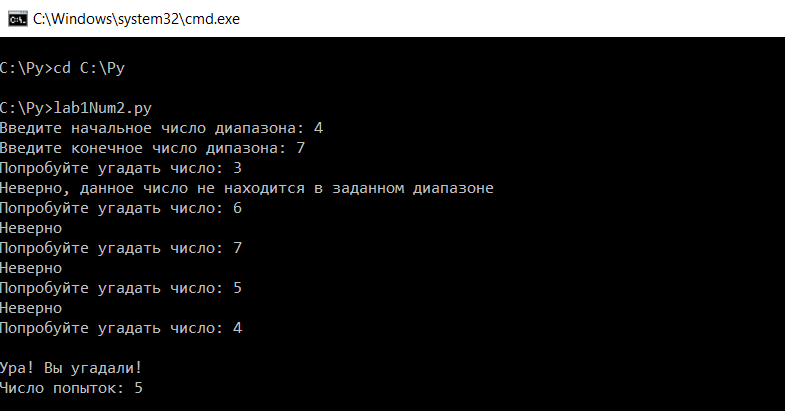 C:\Windows\system32\cmd.exe
C:\Py>cd C:\Py
C:\Py>lab1Num2.py
Введите начальное число диапазона: 4
Введите конечное число дипазона: 7
Попробуйте угадать число: 3
Неверно, данное число не находится в заданном диапазоне
Попробуйте угадать число: 6
Неверно
Попробуйте угадать число: 7
Неверно
Попробуйте угадать число: 5
Неверно
Попробуйте угадать число: 4
Ура! Вы угадали!
Число попыток: 5